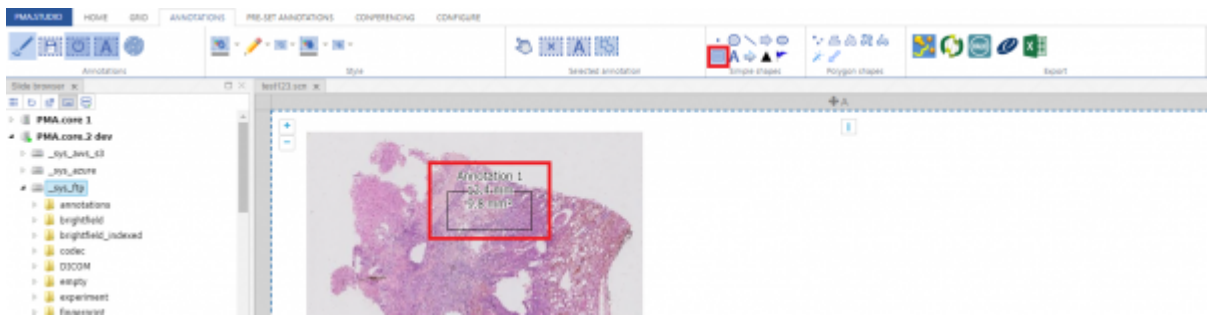 PMA.STUDIO HOME GRID ANNOTATIONS PRE-SET ANNOTATIONS CONFERENCING CONFIGURE
Annotations Style Selected annotation Simple shapes Polygon shapes Export
Slide browser test123.scn
A
PMA.core 1
PMA.core.2 dev
_sys_aws_s3
_sys_azure
_sys_ftp
annotations
brightfield
brightfield_indexed
codec
DICOM
empty
experiment
fingerprint
Annotation 1